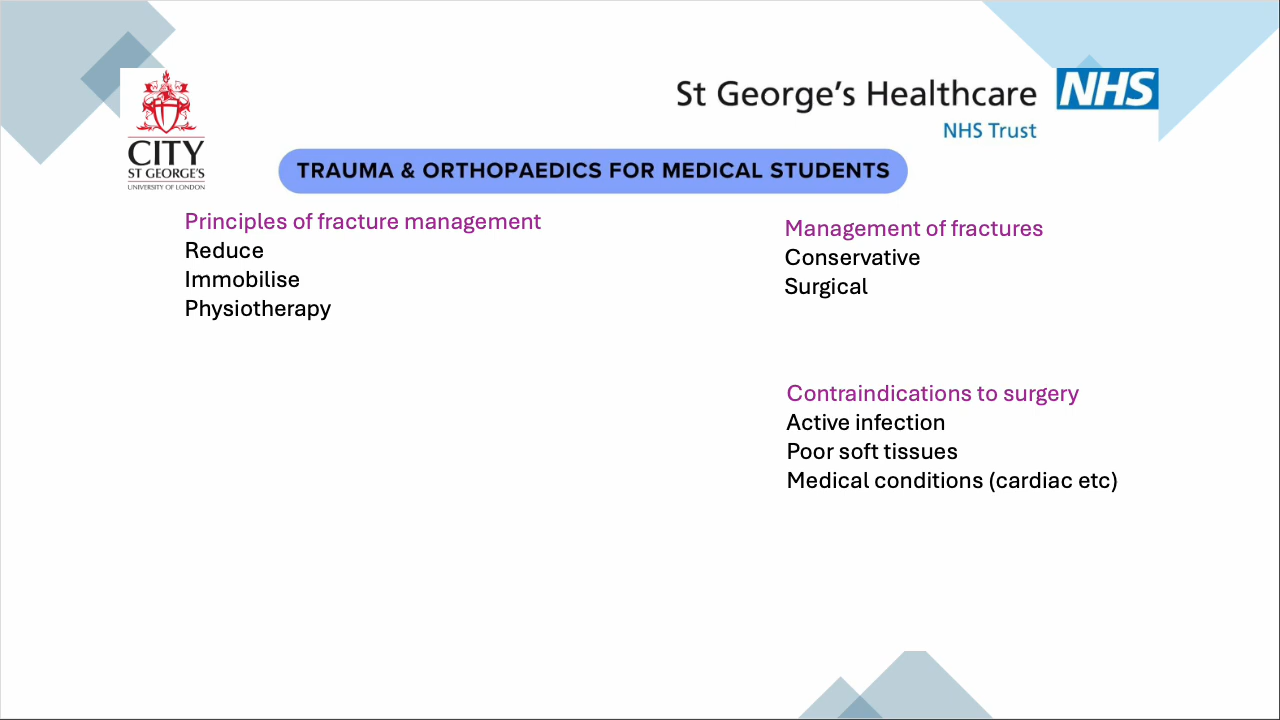 CITY
ST GEORGE'S
UNIVERSITY OF LONDON
St George's Healthcare NHS
NHS Trust
TRAUMA & ORTHOPAEDICS FOR MEDICAL STUDENTS
Principles of fracture management
Reduce
Immobilise
Physiotherapy
Management of fractures
Conservative
Surgical
Contraindications to surgery
Active infection
Poor soft tissues
Medical conditions (cardiac etc)